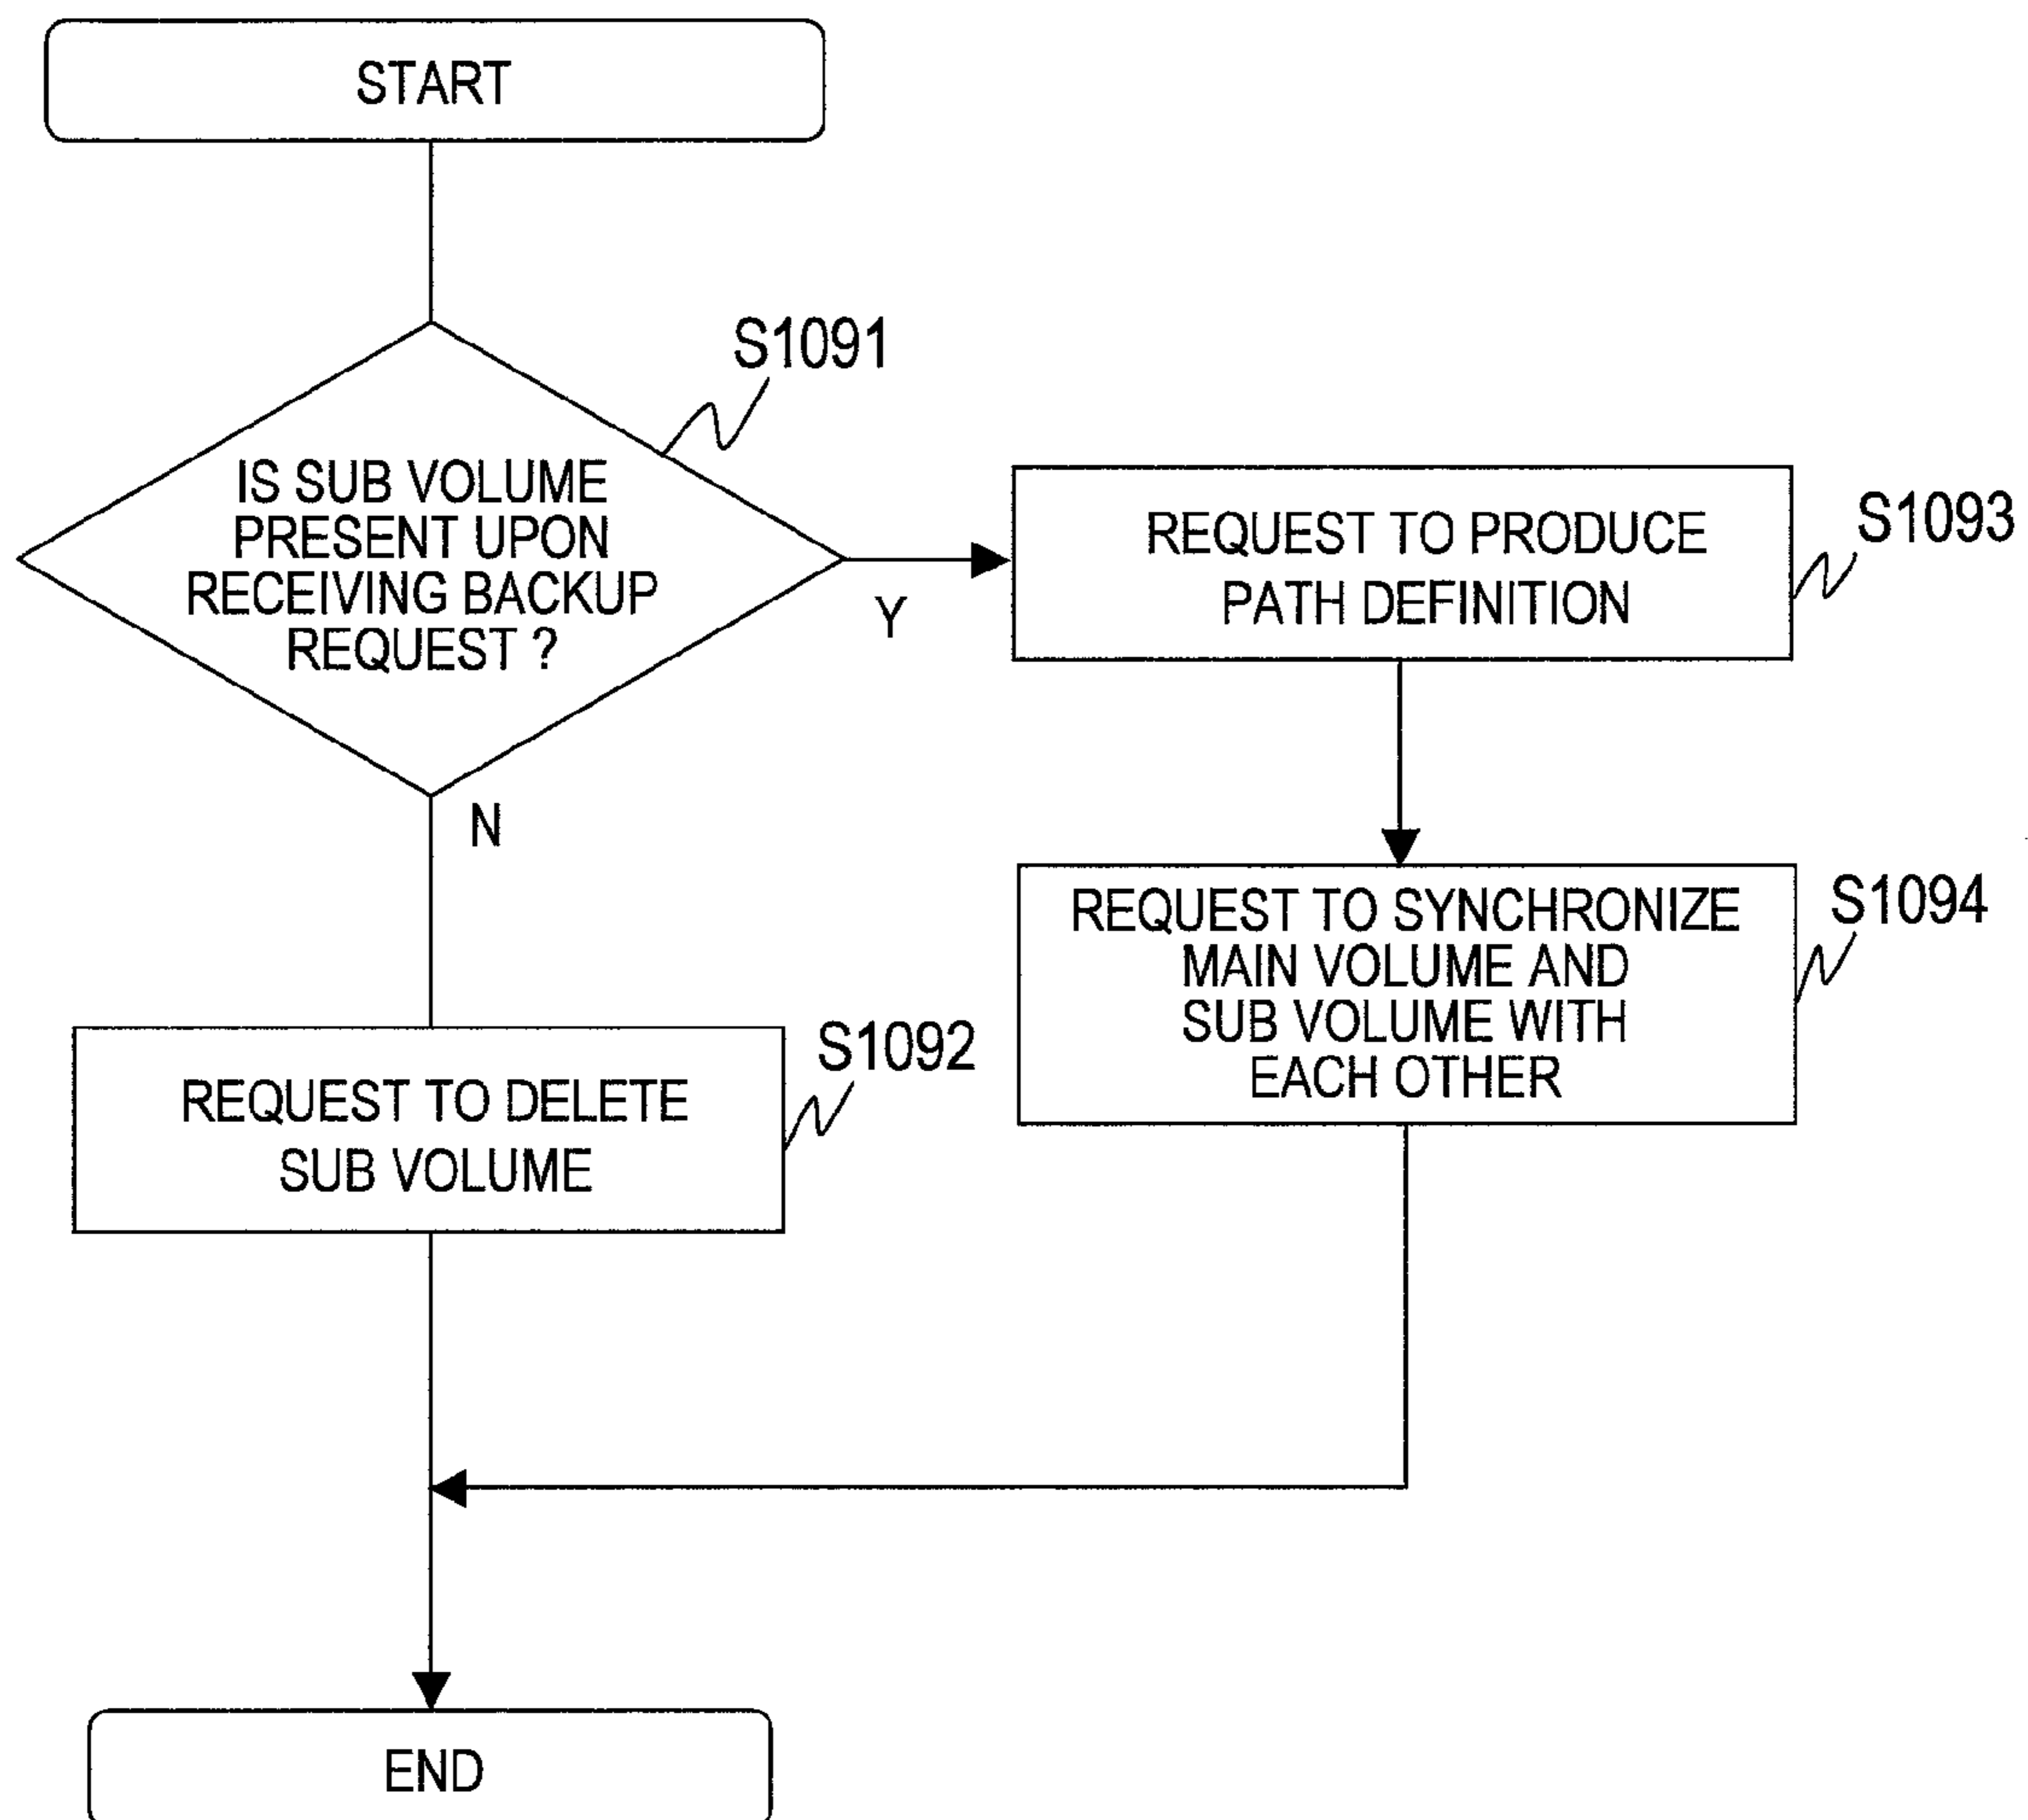 START
S1091
IS SUB VOLUME
PRESENT UPON
RECEIVING BACKUP
REQUEST ?
Y
N
REQUEST TO PRODUCE
PATH DEFINITION
S1093
REQUEST TO SYNCHRONIZE
MAIN VOLUME AND
SUB VOLUME WITH
EACH OTHER
S1094
REQUEST TO DELETE
SUB VOLUME
S1092
END